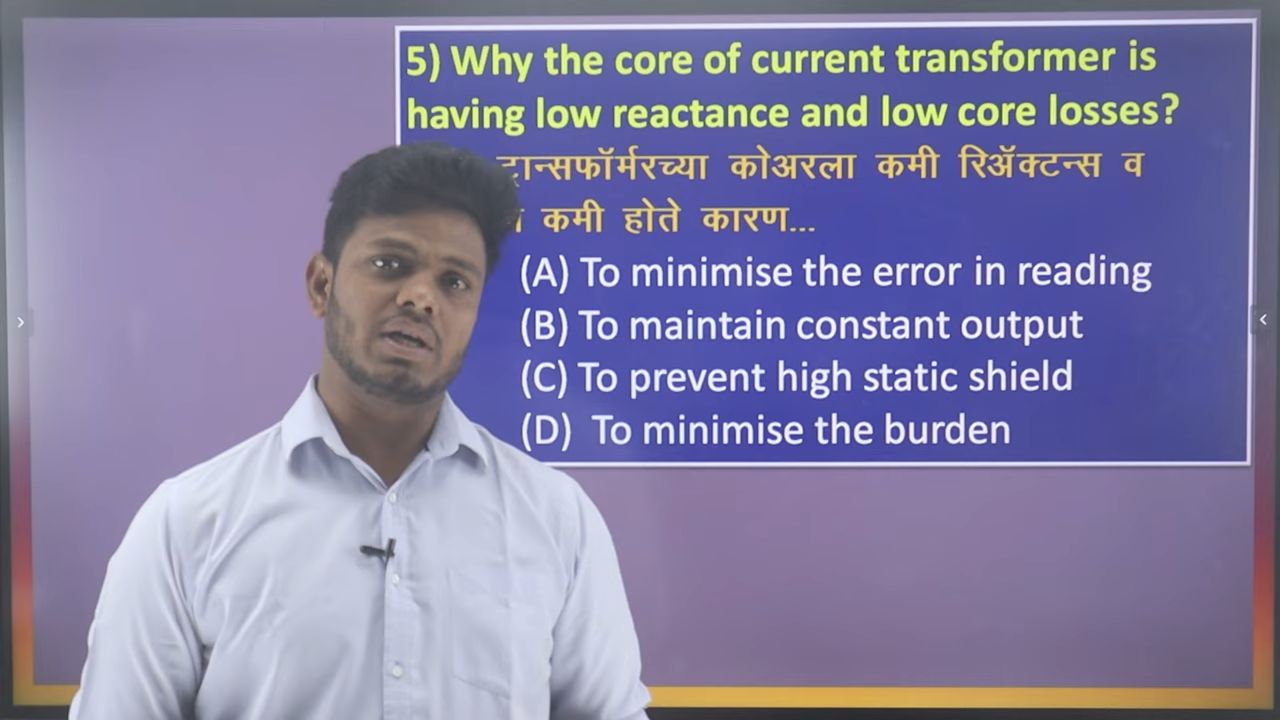 5) Why the core of current transformer is
having low reactance and low core losses?
ट्रान्सफॉर्मरच्या कोअरला कमी रिॲक्टन्स व
कमी होते कारण...
(A) To minimise the error in reading
(B) To maintain constant output
(C) To prevent high static shield
(D) To minimise the burden